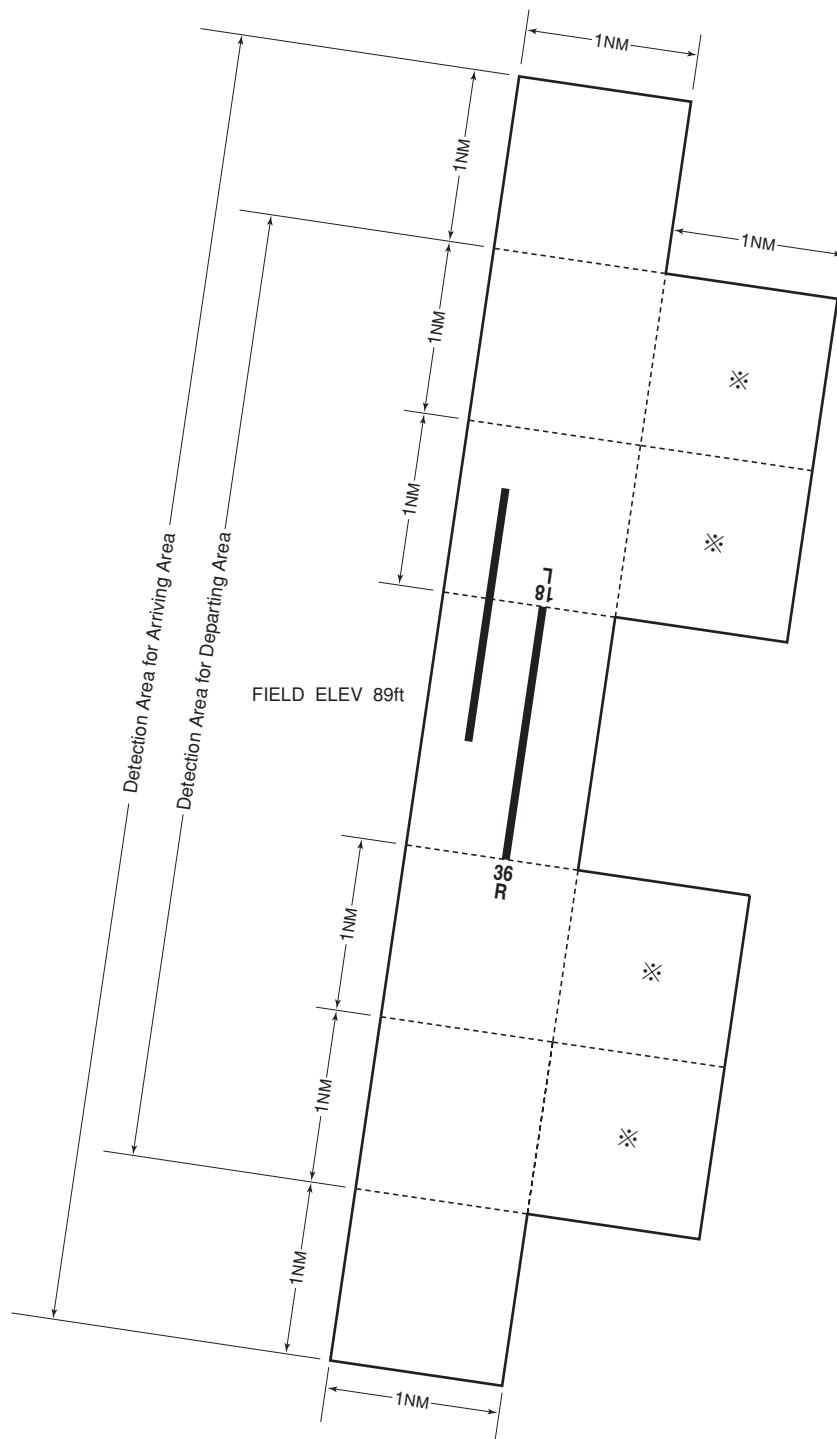 1NM
1NM
1NM
1NM
※
1NM
※
18
L
Detection Area for Arriving Area
Detection Area for Departing Area
FIELD ELEV 89ft
36
R
1NM
※
1NM
※
1NM
1NM